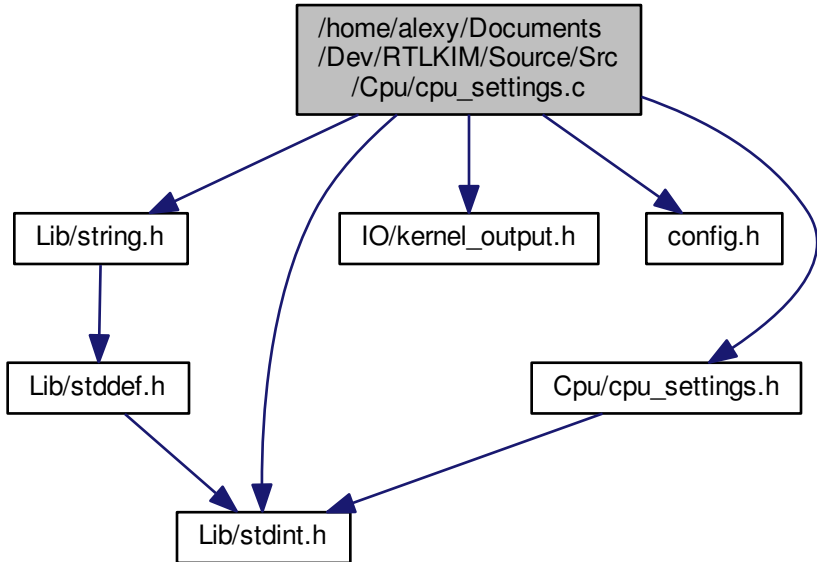 /home/alexy/Documents
/Dev/RTLKIM/Source/Src
/Cpu/cpu_settings.c
Lib/string.h
IO/kernel_output.h
config.h
Lib/stddef.h
Cpu/cpu_settings.h
Lib/stdint.h